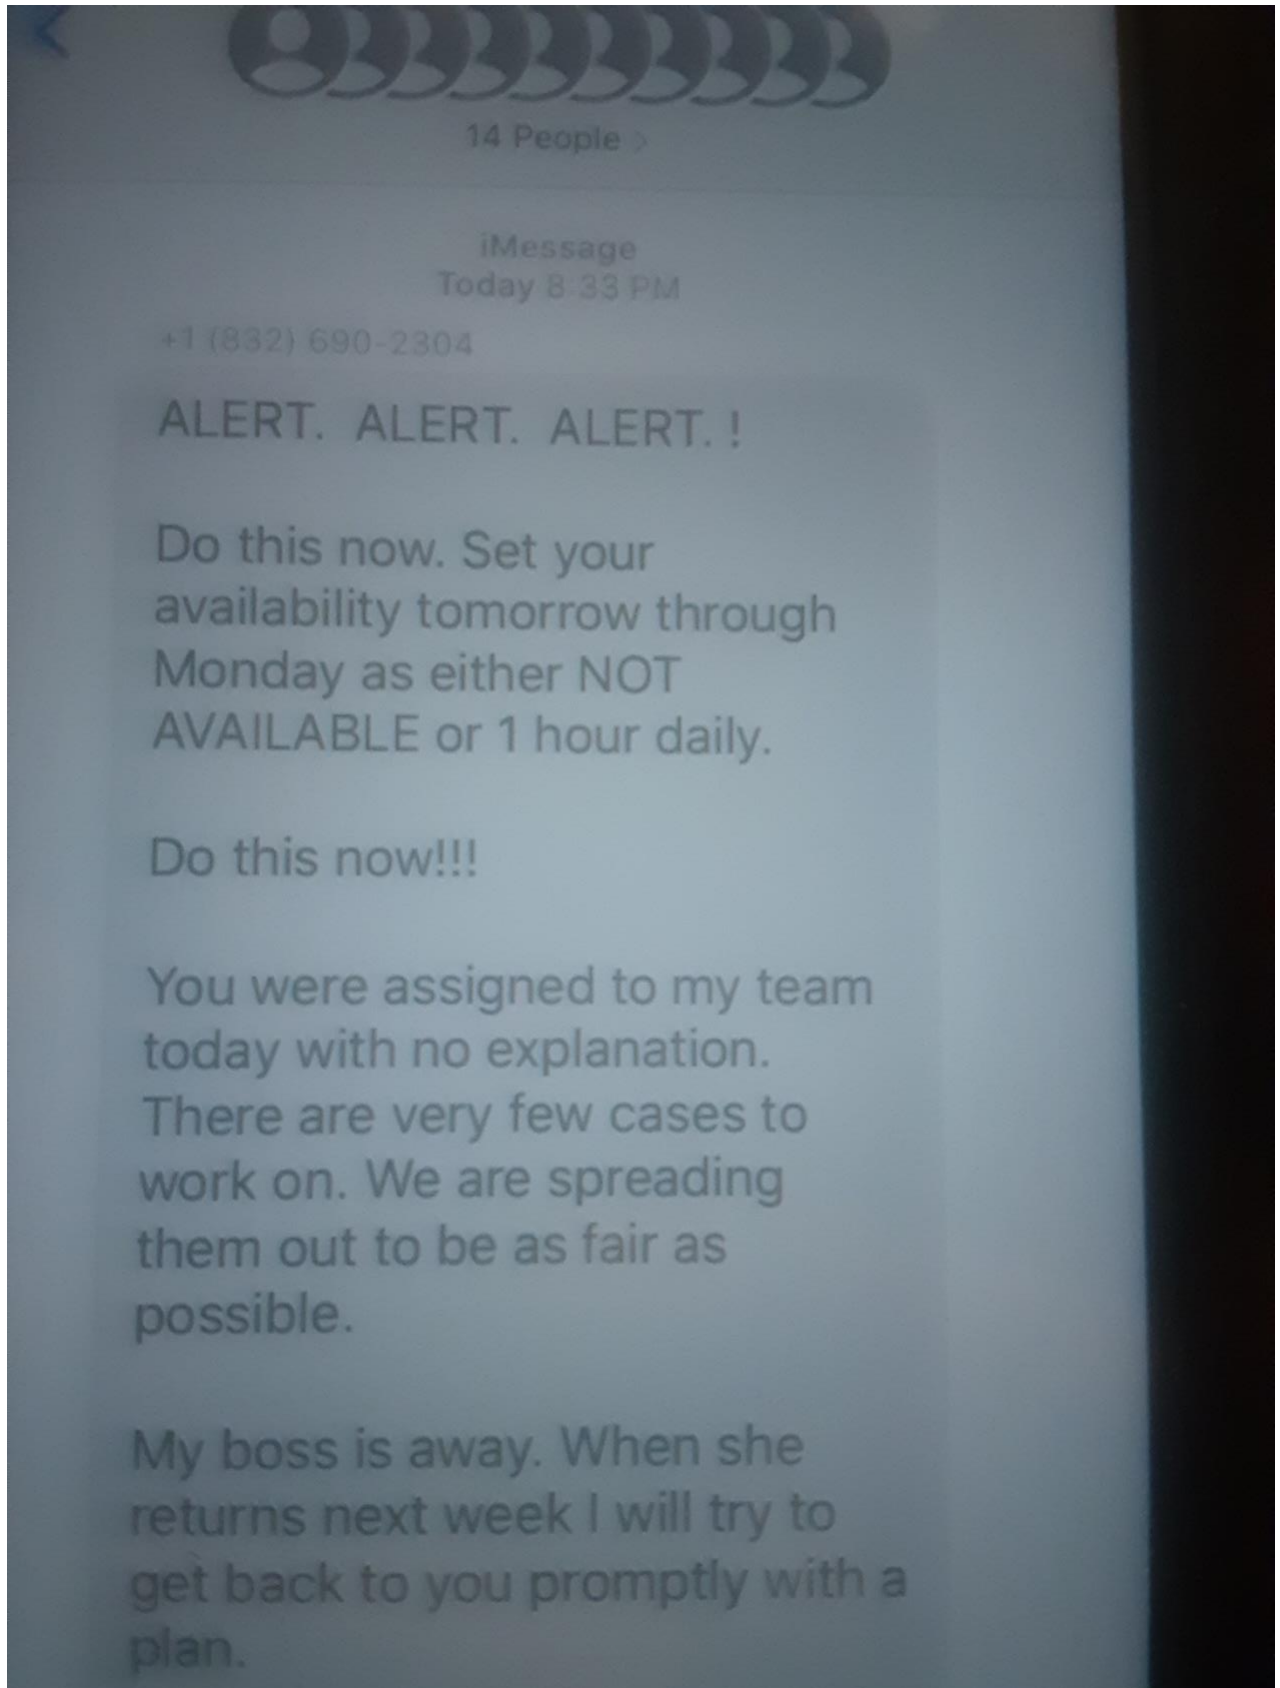 14 People >
iMessage
Today 8:33 PM
+1 (832) 690-2304
ALERT.  ALERT.  ALERT. !
Do this now. Set your
availability tomorrow through
Monday as either NOT
AVAILABLE or 1 hour daily.
Do this now!!!
You were assigned to my team
today with no explanation.
There are very few cases to
work on. We are spreading
them out to be as fair as
possible.
My boss is away. When she
returns next week I will try to
get back to you promptly with a
plan.